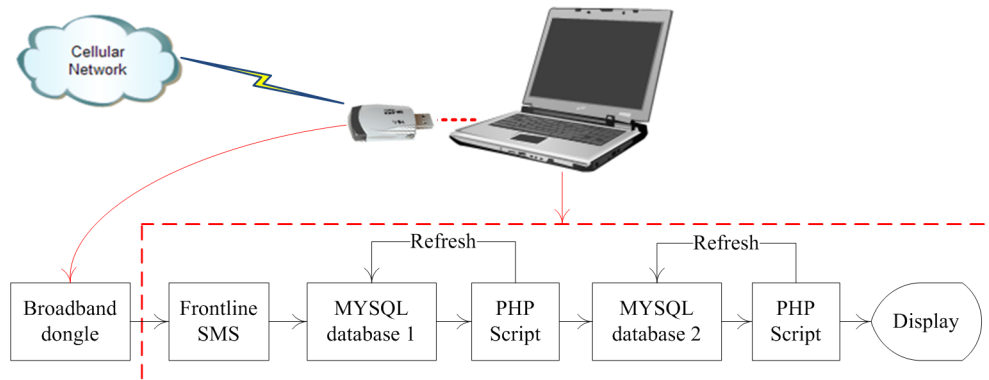 Cellular
Network
Refresh
Refresh
Broadband
dongle
Frontline
SMS
MYSQL
database 1
PHP
Script
MYSQL
database 2
PHP
Script
Display